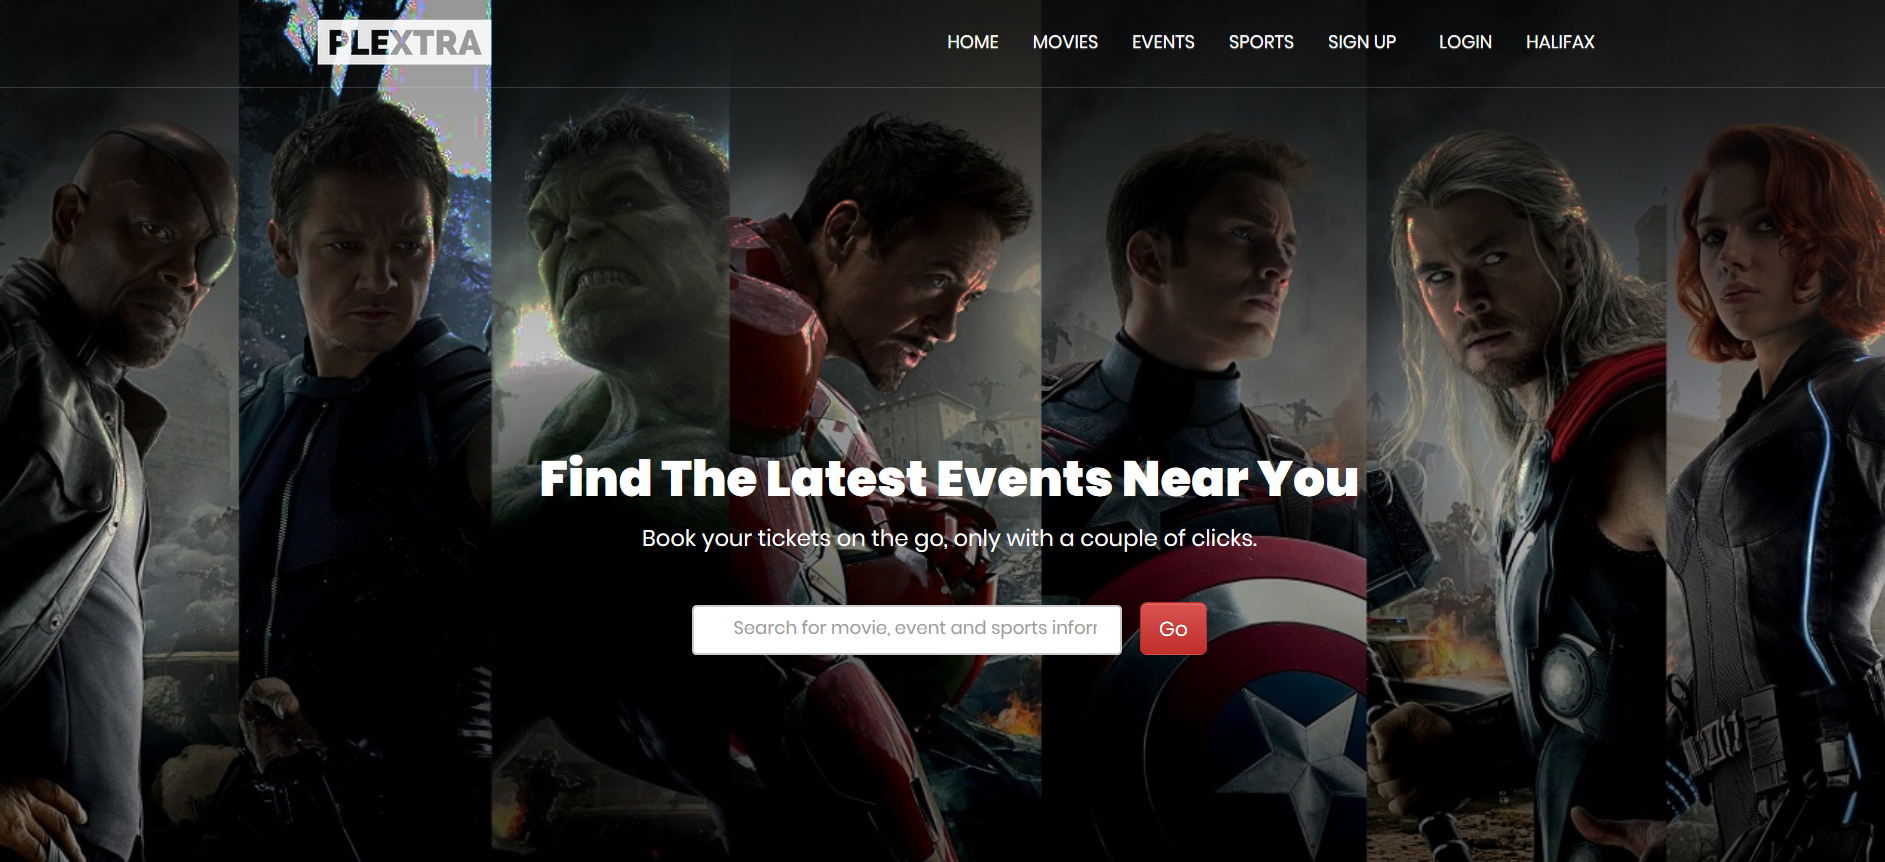 PLEXTRA
HOME MOVIES EVENTS SPORTS SIGN UP LOGIN HALIFAX
Find The Latest Events Near You
Book your tickets on the go, only with a couple of clicks.
Search for movie, event and sports infor
Go